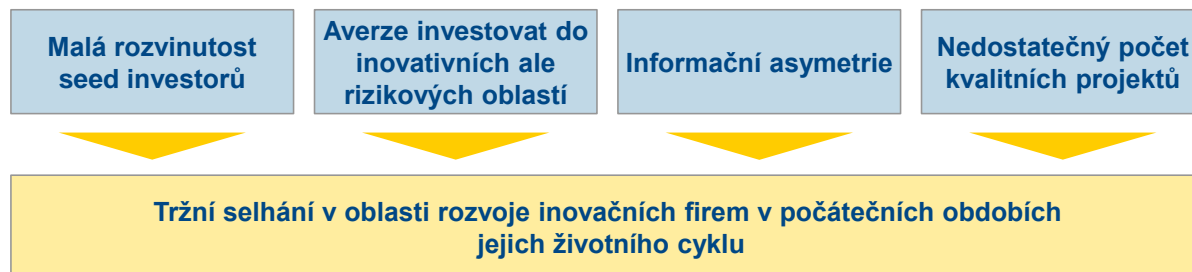 Malá rozvinutost
seed investorů
Averze investovat do
inovativních ale
rizikových oblastí
Informační asymetrie
Nedostatečný počet
kvalitních projektů
Tržní selhání v oblasti rozvoje inovačních firem v počátečních obdobích
jejich životního cyklu